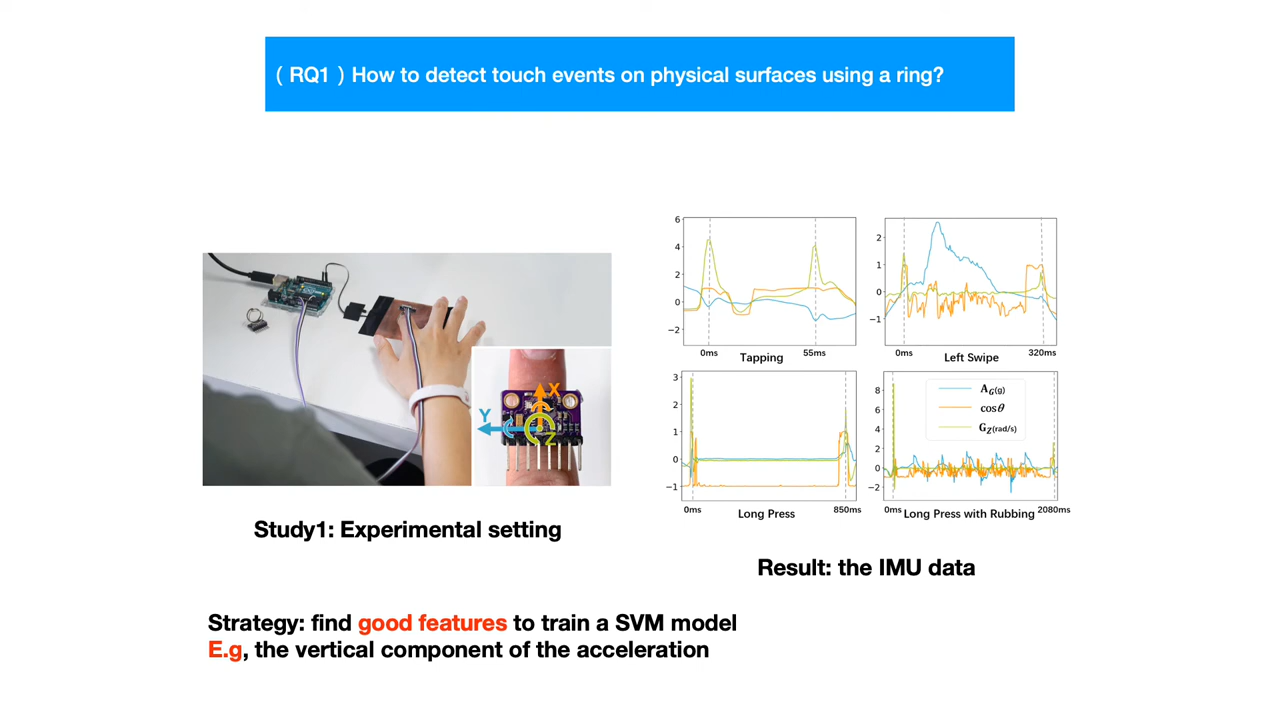 ( RQ1 ) How to detect touch events on physical surfaces using a ring?
6
4
2
0
−2
0ms
Tapping
55ms
2
1
0
−1
0ms
Left Swipe
320ms
X
Y
Z
3
2
1
0
−1
0ms
Long Press
850ms
8
6
4
2
0
−2
A_G(g)
cosθ
G_Z(rad/s)
0ms
Long Press with Rubbing
2080ms
Study1: Experimental setting
Result: the IMU data
Strategy: find good features to train a SVM model
E.g, the vertical component of the acceleration